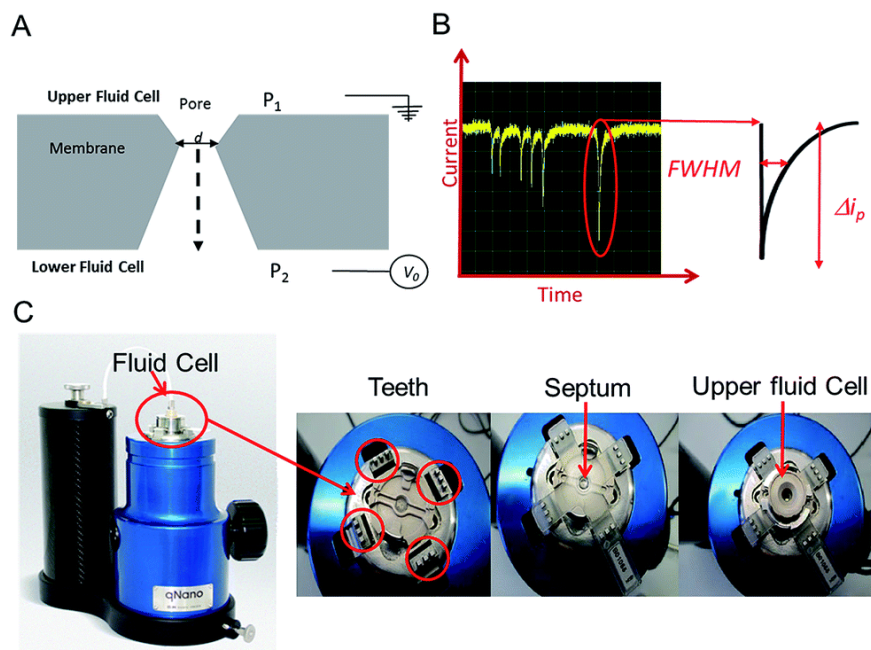 A
Upper Fluid Cell
Pore
P1
d
Membrane
Lower Fluid Cell
P2
V0
B
Current
Time
FWHM
Δip
C
Fluid Cell
qNano
Teeth
Septum
Upper fluid Cell